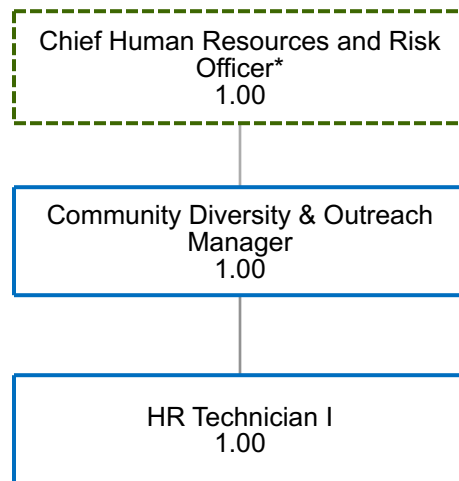 Chief Human Resources and Risk
Officer*
1.00
Community Diversity & Outreach
Manager
1.00
HR Technician I
1.00